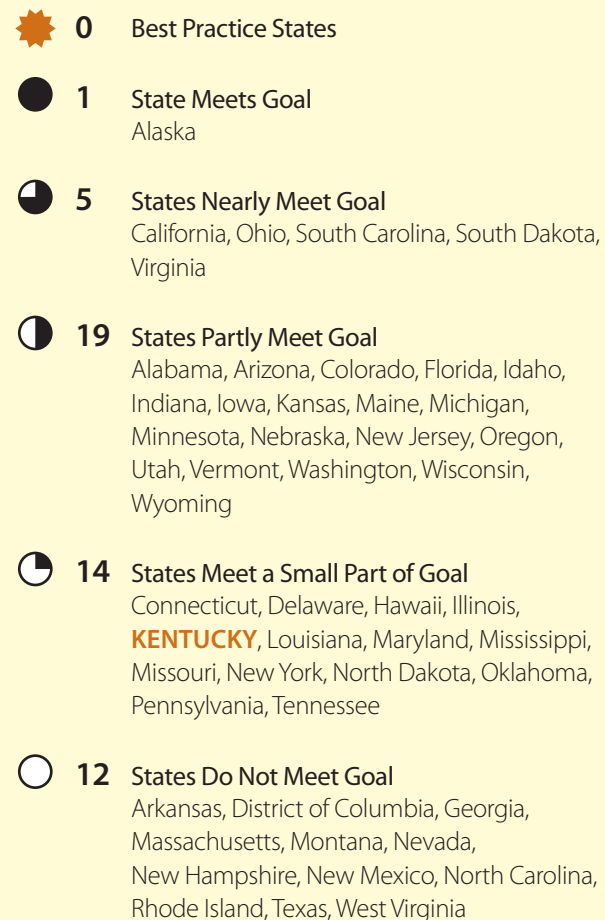 0 Best Practice States
1 State Meets Goal
Alaska
5 States Nearly Meet Goal
California, Ohio, South Carolina, South Dakota,
Virginia
19 States Partly Meet Goal
Alabama, Arizona, Colorado, Florida, Idaho,
Indiana, Iowa, Kansas, Maine, Michigan,
Minnesota, Nebraska, New Jersey, Oregon,
Utah, Vermont, Washington, Wisconsin,
Wyoming
14 States Meet a Small Part of Goal
Connecticut, Delaware, Hawaii, Illinois,
KENTUCKY, Louisiana, Maryland, Mississippi,
Missouri, New York, North Dakota, Oklahoma,
Pennsylvania, Tennessee
12 States Do Not Meet Goal
Arkansas, District of Columbia, Georgia,
Massachusetts, Montana, Nevada,
New Hampshire, New Mexico, North Carolina,
Rhode Island, Texas, West Virginia